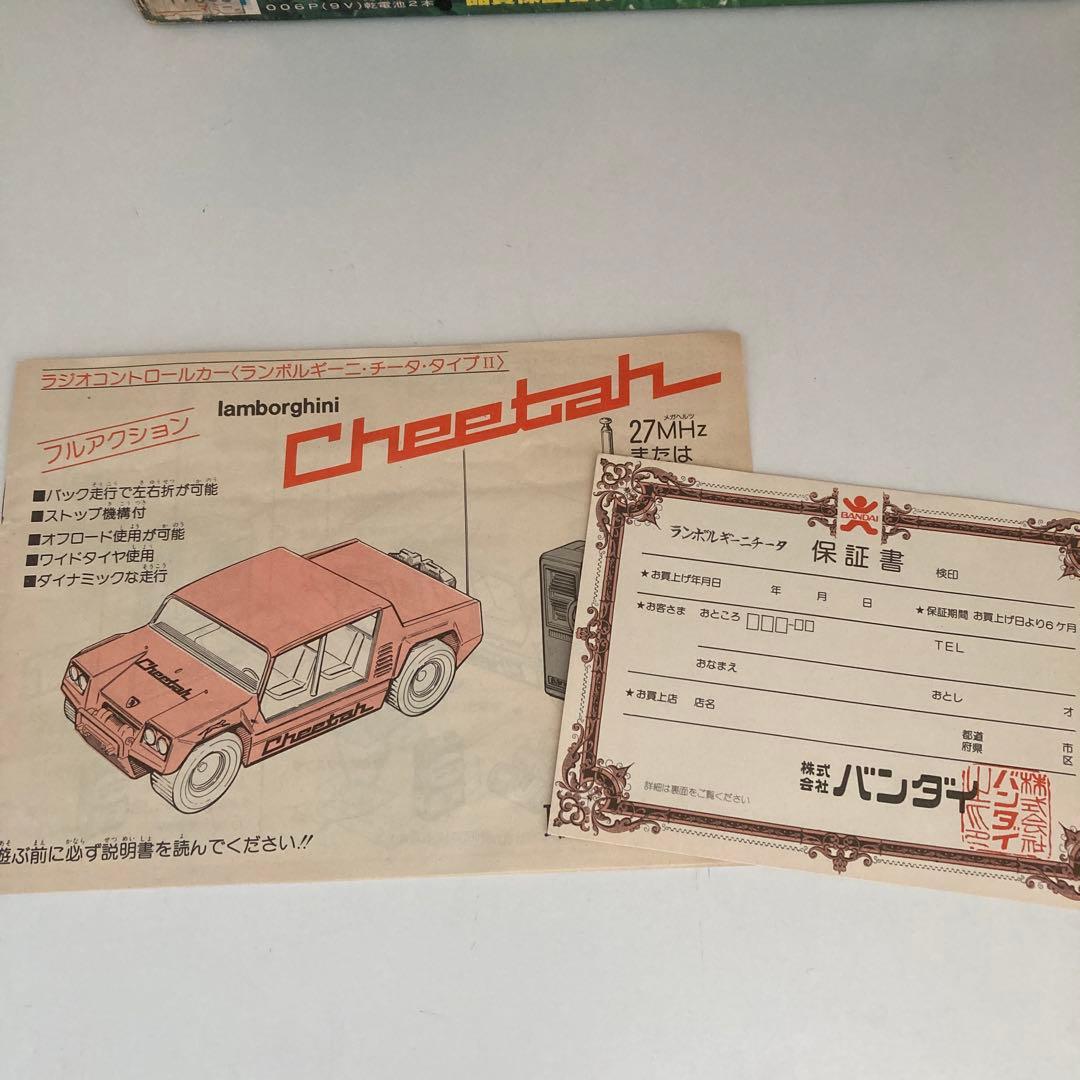 006P(9V)乾電池2本
ラジオコントロールカー〈ランボルギーニ・チータ・タイプII〉
フルアクション
lamborghini
Cheetah
メガヘルツ
27MHz
または
■バック走行で左右折が可能
■ストップ機構付
■オフロード使用が可能
■ワイドタイヤ使用
■ダイナミックな走行
Cheetah
Cheetah
遊ぶ前に必ず説明書を読んでください!!
BANDAI
ランボルギーニチータ
保証書
検印
★お買上げ年月日 年 月 日
★保証期間 お買上げ日より6ケ月
★お客さま おところ
TEL
おなまえ
おとし オ
★お買上店 店名
都道府県
市区
詳細は裏面をご覧ください
株式会社 バンダイ